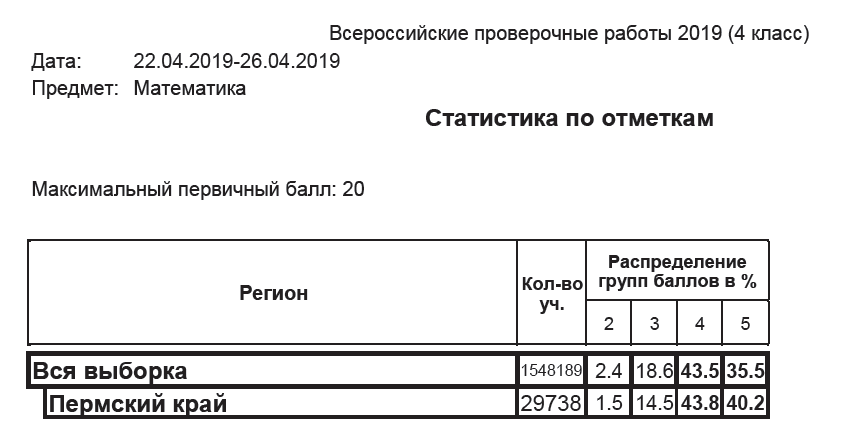 Всероссийские проверочные работы 2019 (4 класс)
Дата: 22.04.2019-26.04.2019
Предмет: Математика
Статистика по отметкам
Максимальный первичный балл: 20
Регион
Кол-во
уч.
Распределение
групп баллов в %
2 3 4 5
Вся выборка 1548189 2.4 18.6 43.5 35.5
Пермский край 29738 1.5 14.5 43.8 40.2